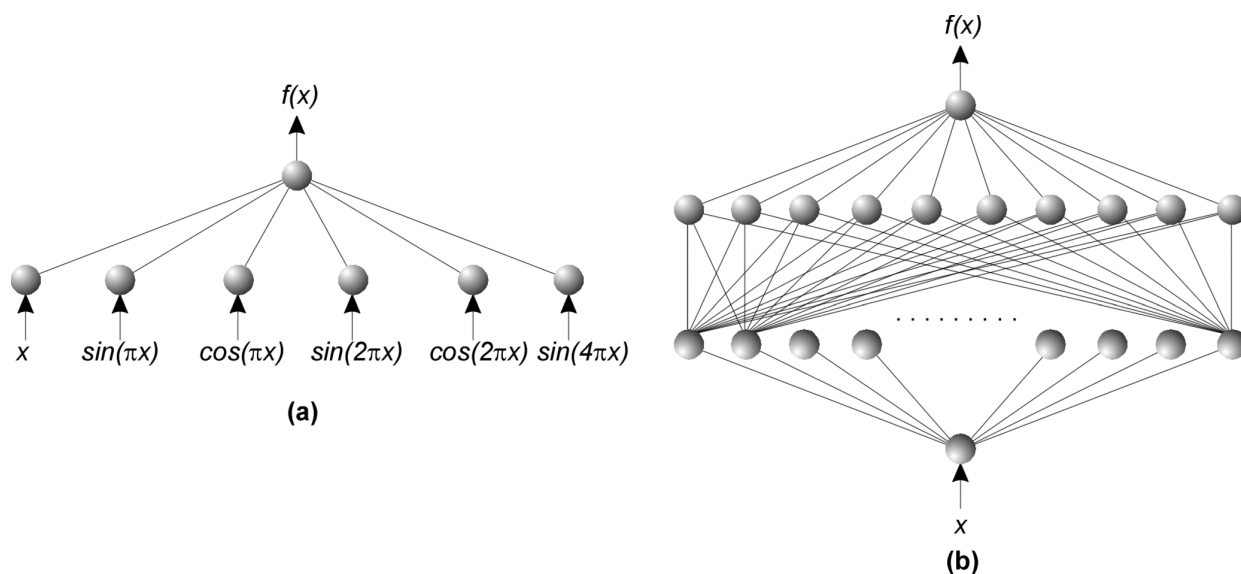 f(x)
x sin(πx) cos(πx) sin(2πx) cos(2πx) sin(4πx)
(a)
f(x)
. . . . . . . . .
x
(b)